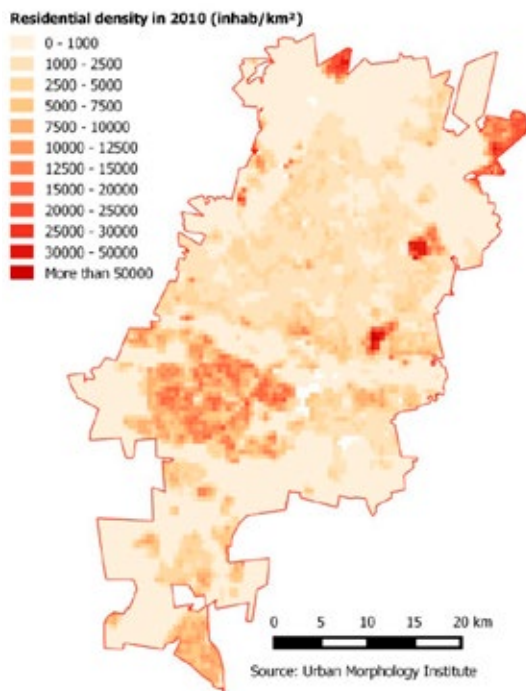 Residential density in 2010 (inhab/km²)
0 - 1000
1000 - 2500
2500 - 5000
5000 - 7500
7500 - 10000
10000 - 12500
12500 - 15000
15000 - 20000
20000 - 25000
25000 - 30000
30000 - 50000
More than 50000
0 5 10 15 20 km
Source: Urban Morphology Institute